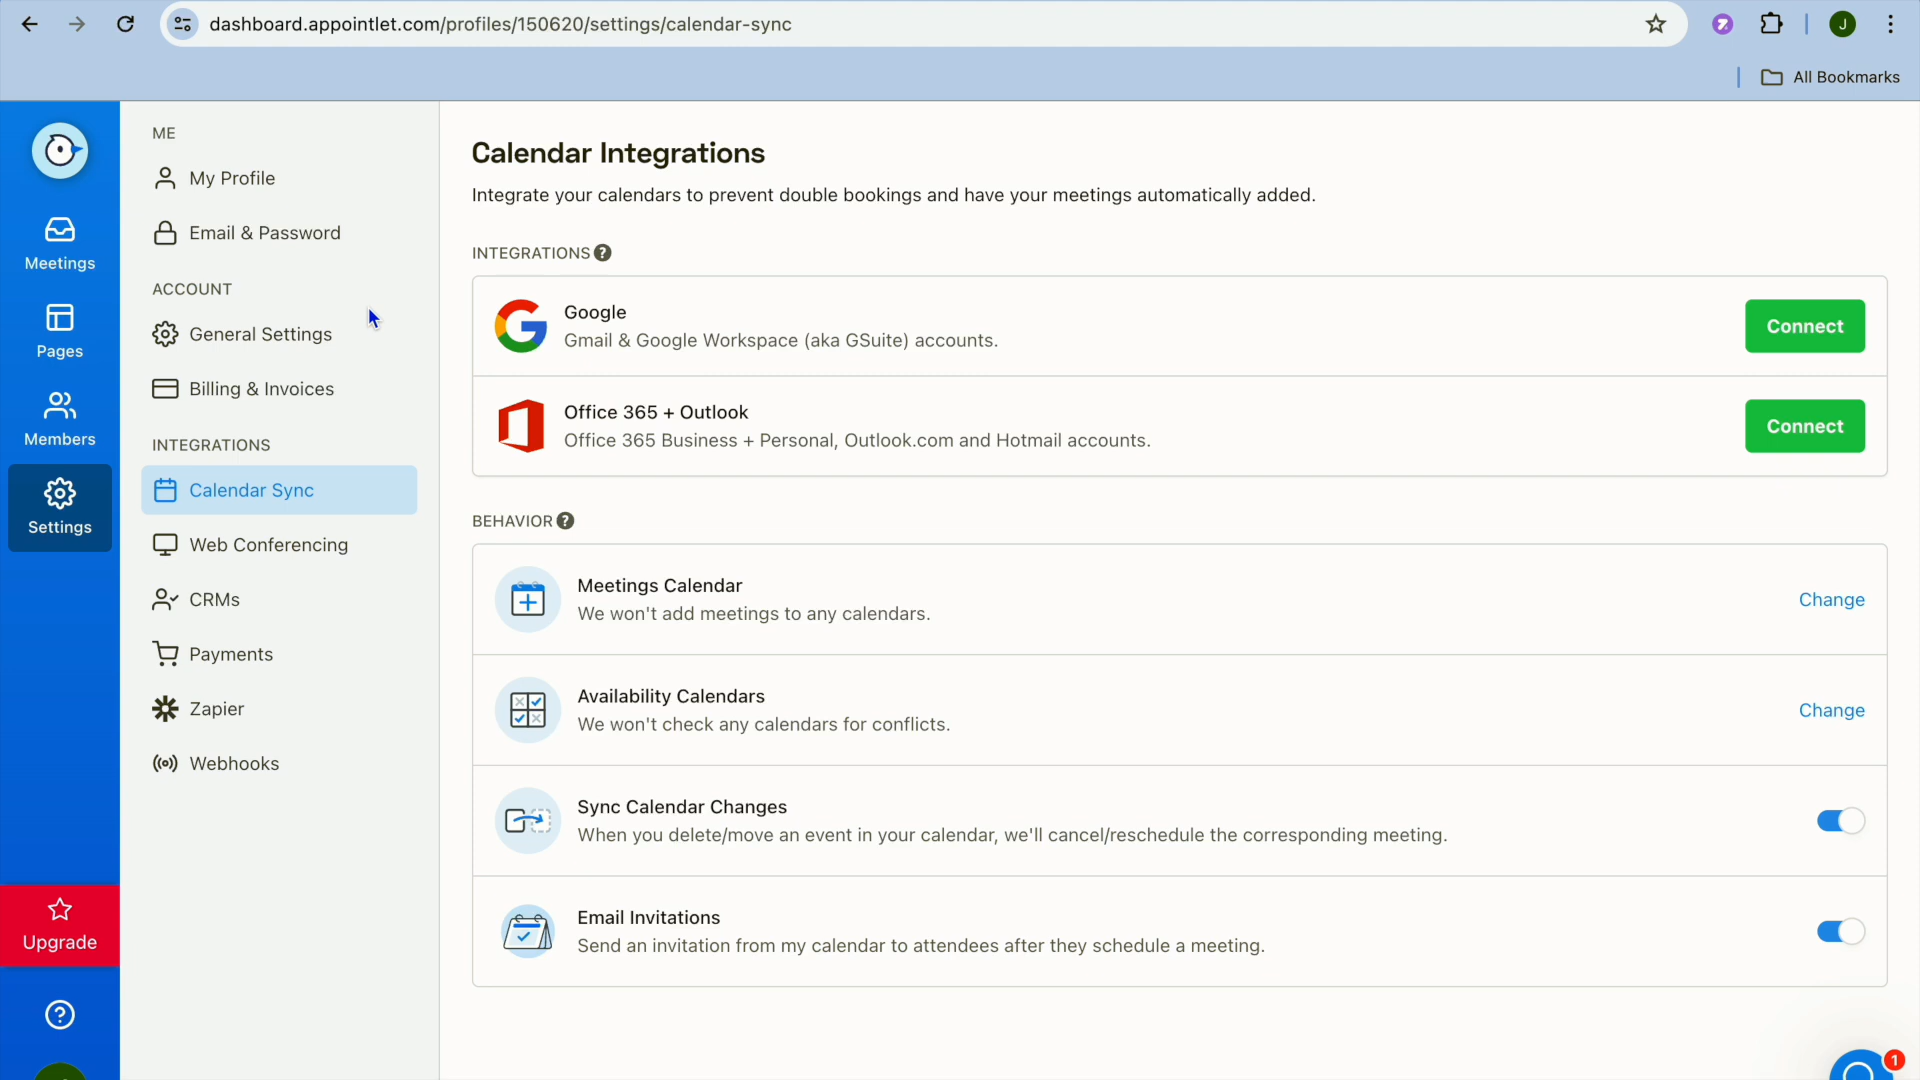 dashboard.appointlet.com/profiles/150620/settings/calendar-sync
J
All Bookmarks
Meetings
Pages
Members
Settings
Upgrade
ME
My Profile
Email & Password
ACCOUNT
General Settings
Billing & Invoices
INTEGRATIONS
Calendar Sync
Web Conferencing
CRMs
Payments
Zapier
Webhooks
Calendar Integrations
Integrate your calendars to prevent double bookings and have your meetings automatically added.
INTEGRATIONS
Google
Gmail & Google Workspace (aka GSuite) accounts.
Connect
Office 365 + Outlook
Office 365 Business + Personal, Outlook.com and Hotmail accounts.
Connect
BEHAVIOR
Meetings Calendar
We won't add meetings to any calendars.
Change
Availability Calendars
We won't check any calendars for conflicts.
Change
Sync Calendar Changes
When you delete/move an event in your calendar, we'll cancel/reschedule the corresponding meeting.
Email Invitations
Send an invitation from my calendar to attendees after they schedule a meeting.
1